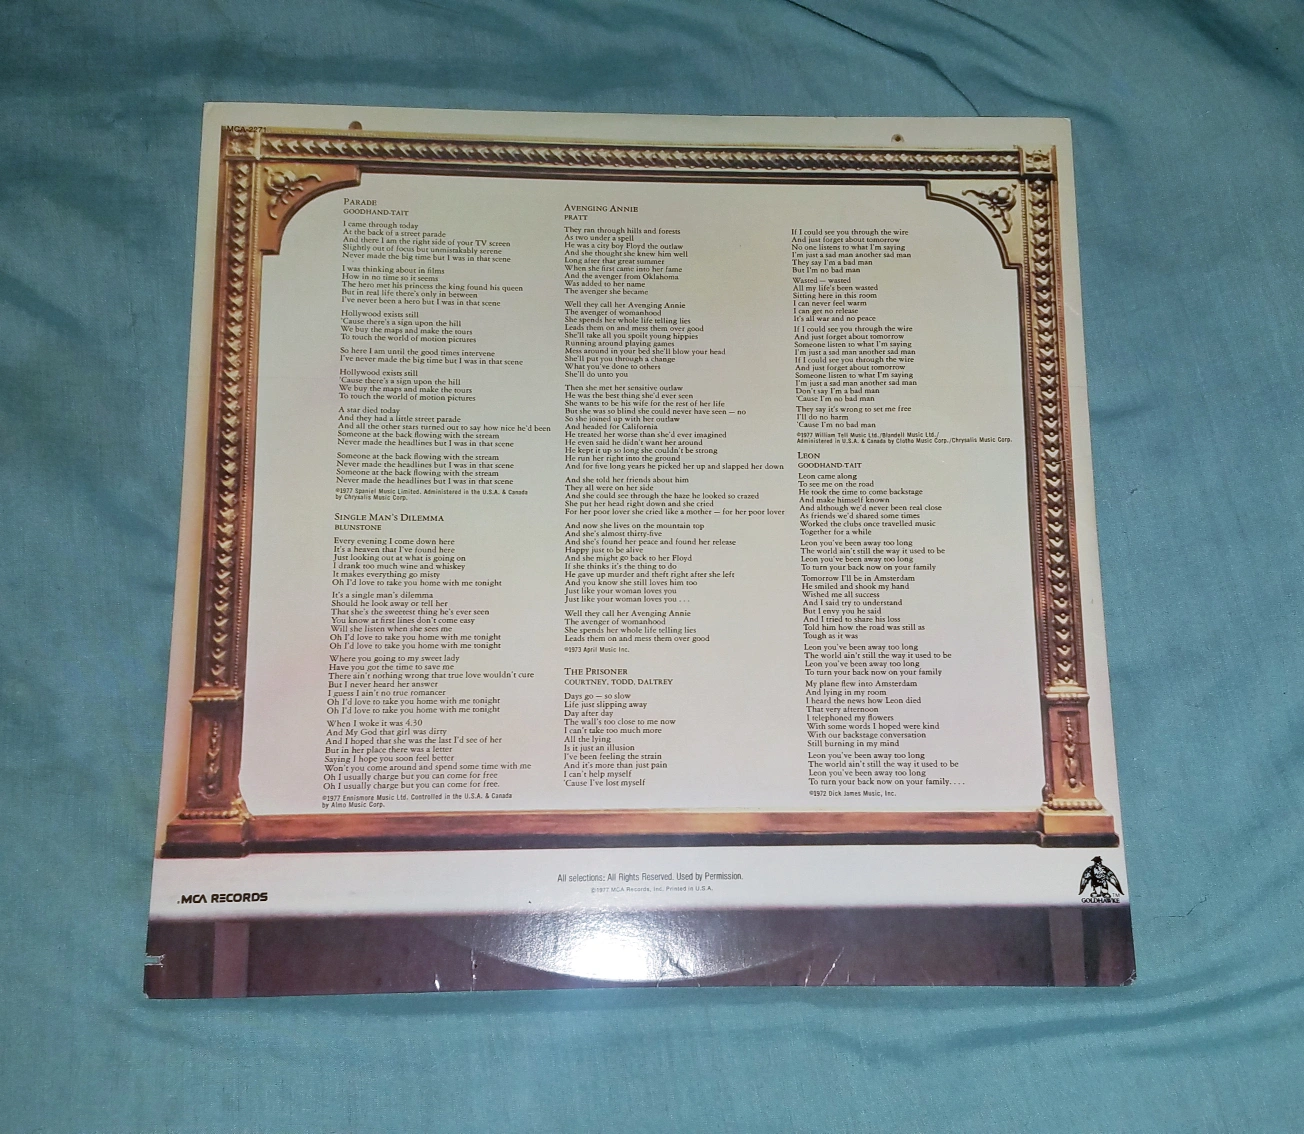 MCA-2271
PARADE
GOODHAND-TAIT
I came through today
At the back of a street parade
And there I am the right side of your TV screen
Slightly out of focus but unmistakably serene
Never made the big time but I was in that scene
I was thinking about in films
How in no time so it seems
The hero met his princess the king found his queen
But in real life there's only in between
I've never been a hero but I was in that scene
Hollywood exists still
'Cause there's a sign upon the hill
We buy the maps and make the tours
To touch the world of motion pictures
So here I am until the good times intervene
I've never made the big time but I was in that scene
Hollywood exists still
'Cause there's a sign upon the hill
We buy the maps and make the tours
To touch the world of motion pictures
A star died today
And they had a little street parade
And all the other stars turned out to say how nice he'd been
Someone at the back flowing with the stream
Never made the headlines but I was in that scene
Someone at the back flowing with the stream
Never made the headlines but I was in that scene
Someone at the back flowing with the stream
Never made the headlines but I was in that scene
©1977 Spaniel Music Limited. Administered in the U.S.A. & Canada
by Chrysalis Music Corp.
SINGLE MAN'S DILEMMA
BLUNSTONE
Every evening I come down here
It's a heaven that I've found here
Just looking out at what is going on
I drank too much wine and whiskey
It makes everything go misty
Oh I'd love to take you home with me tonight
It's a single man's dilemma
Should he look away or tell her
That she's the sweetest thing he's ever seen
You know at first lines don't come easy
Will she listen when she sees me
Oh I'd love to take you home with me tonight
Oh I'd love to take you home with me tonight
Where you going to my sweet lady
Have you got the time to save me
There ain't nothing wrong that true love wouldn't cure
But I never heard her answer
I guess I ain't no true romancer
Oh I'd love to take you home with me tonight
Oh I'd love to take you home with me tonight
When I woke it was 4.30
And My God that girl was dirty
And I hoped that she was the last I'd see of her
But in her place there was a letter
Saying I hope you soon feel better
Won't you come around and spend some time with me
Oh I usually charge but you can come for free
Oh I usually charge but you can come for free.
©1977 Ennismore Music Ltd. Controlled in the U.S.A. & Canada
by Almo Music Corp.
AVENGING ANNIE
PRATT
They ran through hills and forests
As two under a spell
He was a city boy Floyd the outlaw
And she thought she knew him well
Long after that great summer
When she first came into her fame
And the avenger from Oklahoma
Was added to her name
The avenger she became
Well they call her Avenging Annie
The avenger of womanhood
She spends her whole life telling lies
Leads them on and mess them over good
She'll take all you spoilt young hippies
Running around playing games
Mess around in your bed she'll blow your head
She'll put you through a change
What you've done to others
She'll do unto you
Then she met her sensitive outlaw
He was the best thing she'd ever seen
She wants to be his wife for the rest of her life
But she was so blind she could never have seen — no
So she joined up with her outlaw
And headed for California
He treated her worse than she'd ever imagined
He even said he didn't want her around
He kept it up so long she couldn't be strong
He run her right into the ground
And for five long years he picked her up and slapped her down
And she told her friends about him
They all were on her side
And she could see through the haze he looked so crazed
She put her head right down and she cried
For her poor lover she cried like a mother — for her poor lover
And now she lives on the mountain top
And she's almost thirty-five
And she's found her peace and found her release
Happy just to be alive
And she might go back to her Floyd
If she thinks it's the thing to do
He gave up murder and theft right after she left
And you know she still loves him too
Just like your woman loves you
Just like your woman loves you . . .
Well they call her Avenging Annie
The avenger of womanhood
She spends her whole life telling lies
Leads them on and mess them over good
©1973 April Music Inc.
THE PRISONER
COURTNEY, TODD, DALTREY
Days go — so slow
Life just slipping away
Day after day
The wall's too close to me now
I can't take too much more
All the lying
Is it just an illusion
I've been feeling the strain
And it's more than just pain
I can't help myself
'Cause I've lost myself
If I could see you through the wire
And just forget about tomorrow
No one listens to what I'm saying
I'm just a sad man another sad man
They say I'm a bad man
But I'm no bad man
Wasted — wasted
All my life's been wasted
Sitting here in this room
I can never feel warm
I can get no release
It's all war and no peace
If I could see you through the wire
And just forget about tomorrow
Someone listen to what I'm saying
I'm just a sad man another sad man
If I could see you through the wire
And just forget about tomorrow
Someone listen to what I'm saying
I'm just a sad man another sad man
Don't say I'm a bad man
'Cause I'm no bad man
They say it's wrong to set me free
I'll do no harm
'Cause I'm no bad man
©1977 William Tell Music Ltd./Blandell Music Ltd./
Administered in U.S.A. & Canada by Clotto Music Corp./Chrysalis Music Corp.
LEON
GOODHAND-TAIT
Leon came along
To see me on the road
He took the time to come backstage
And make himself known
And although we'd never been real close
As friends we'd shared some times
Worked the clubs once travelled music
Together for a while
Leon you've been away too long
The world ain't still the way it used to be
Leon you've been away too long
To turn your back now on your family
Tomorrow I'll be in Amsterdam
He smiled and shook my hand
Wished me all success
And I said try to understand
But I envy you he said
And I tried to share his loss
Told him how the road was still as
Tough as it was
Leon you've been away too long
The world ain't still the way it used to be
Leon you've been away too long
To turn your back now on your family
My plane flew into Amsterdam
And lying in my room
I heard the news how Leon died
That very afternoon
I telephoned my flowers
With some words I hoped were kind
With our backstage conversation
Still burning in my mind
Leon you've been away too long
The world ain't still the way it used to be
Leon you've been away too long
To turn your back now on your family. . . .
©1972 Dick James Music, Inc.
All selections: All Rights Reserved. Used by Permission.
©1977 MCA Records, Inc. Printed in U.S.A.
MCA RECORDS
GOLDHAWKE
TM